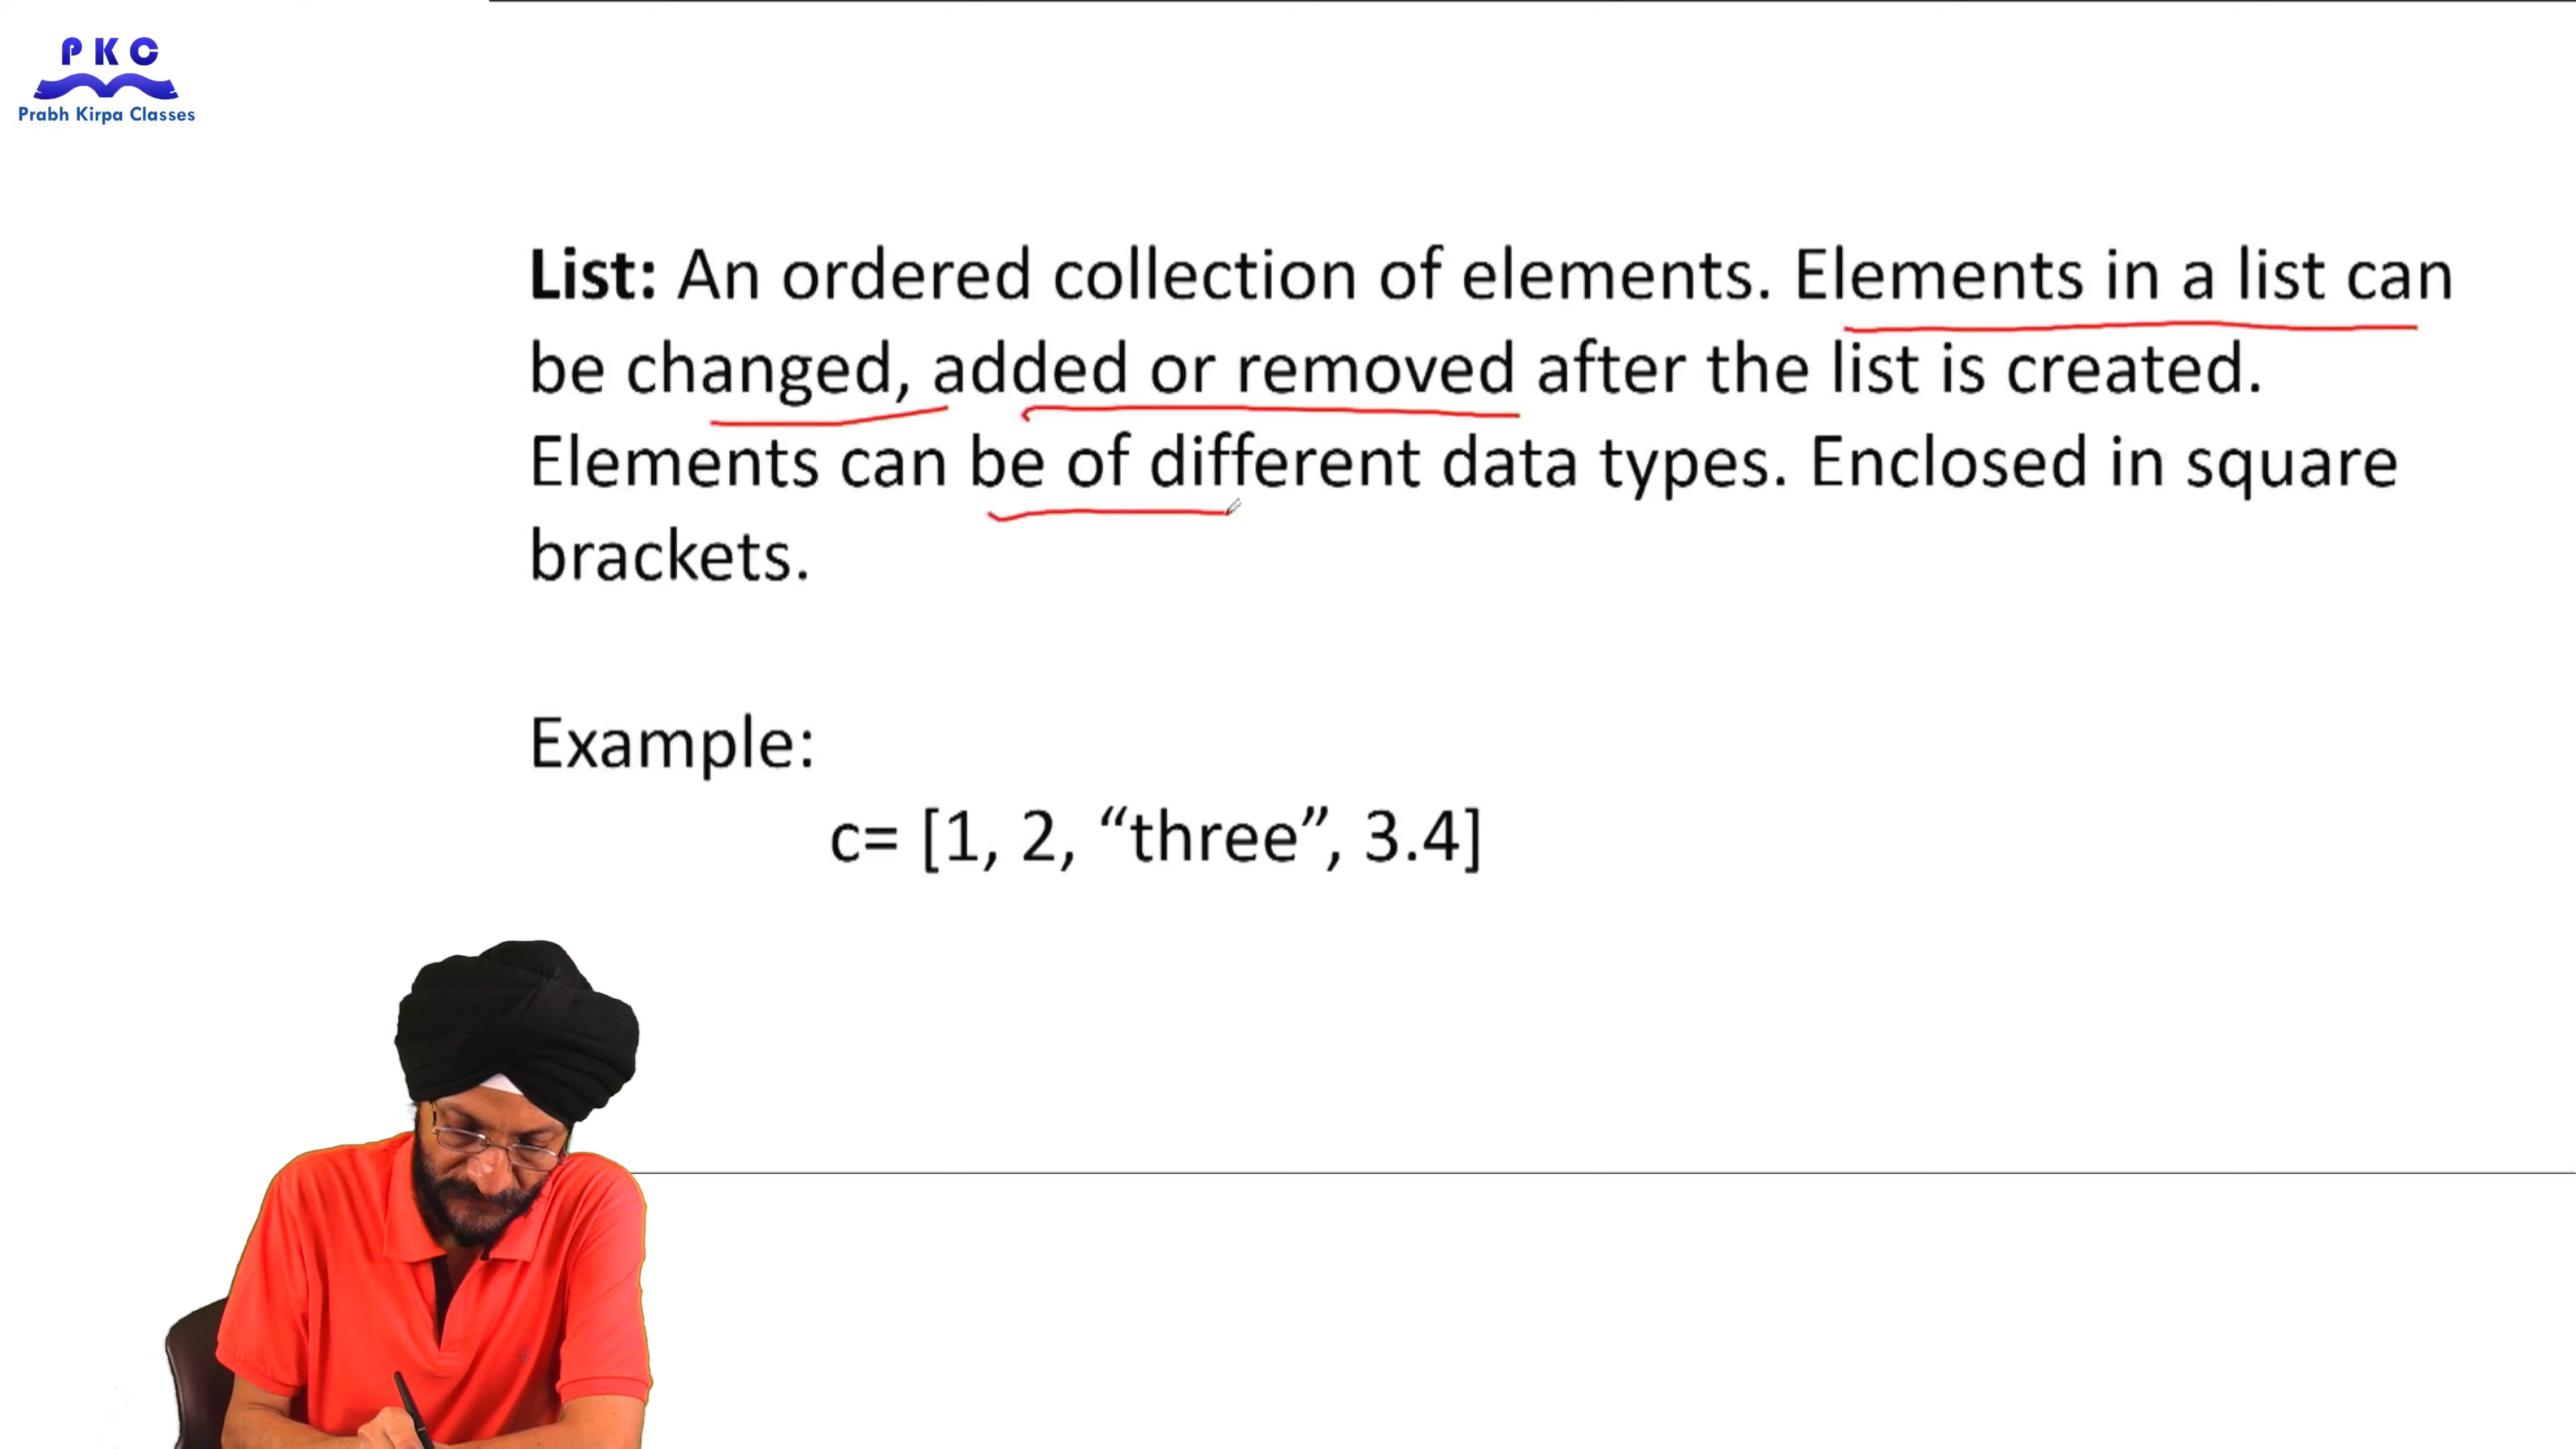 PKC
Prabh Kirpa Classes
List: An ordered collection of elements. Elements in a list can
be changed, added or removed after the list is created.
Elements can be of different data types. Enclosed in square
brackets.
Example:
c= [1, 2, “three”, 3.4]